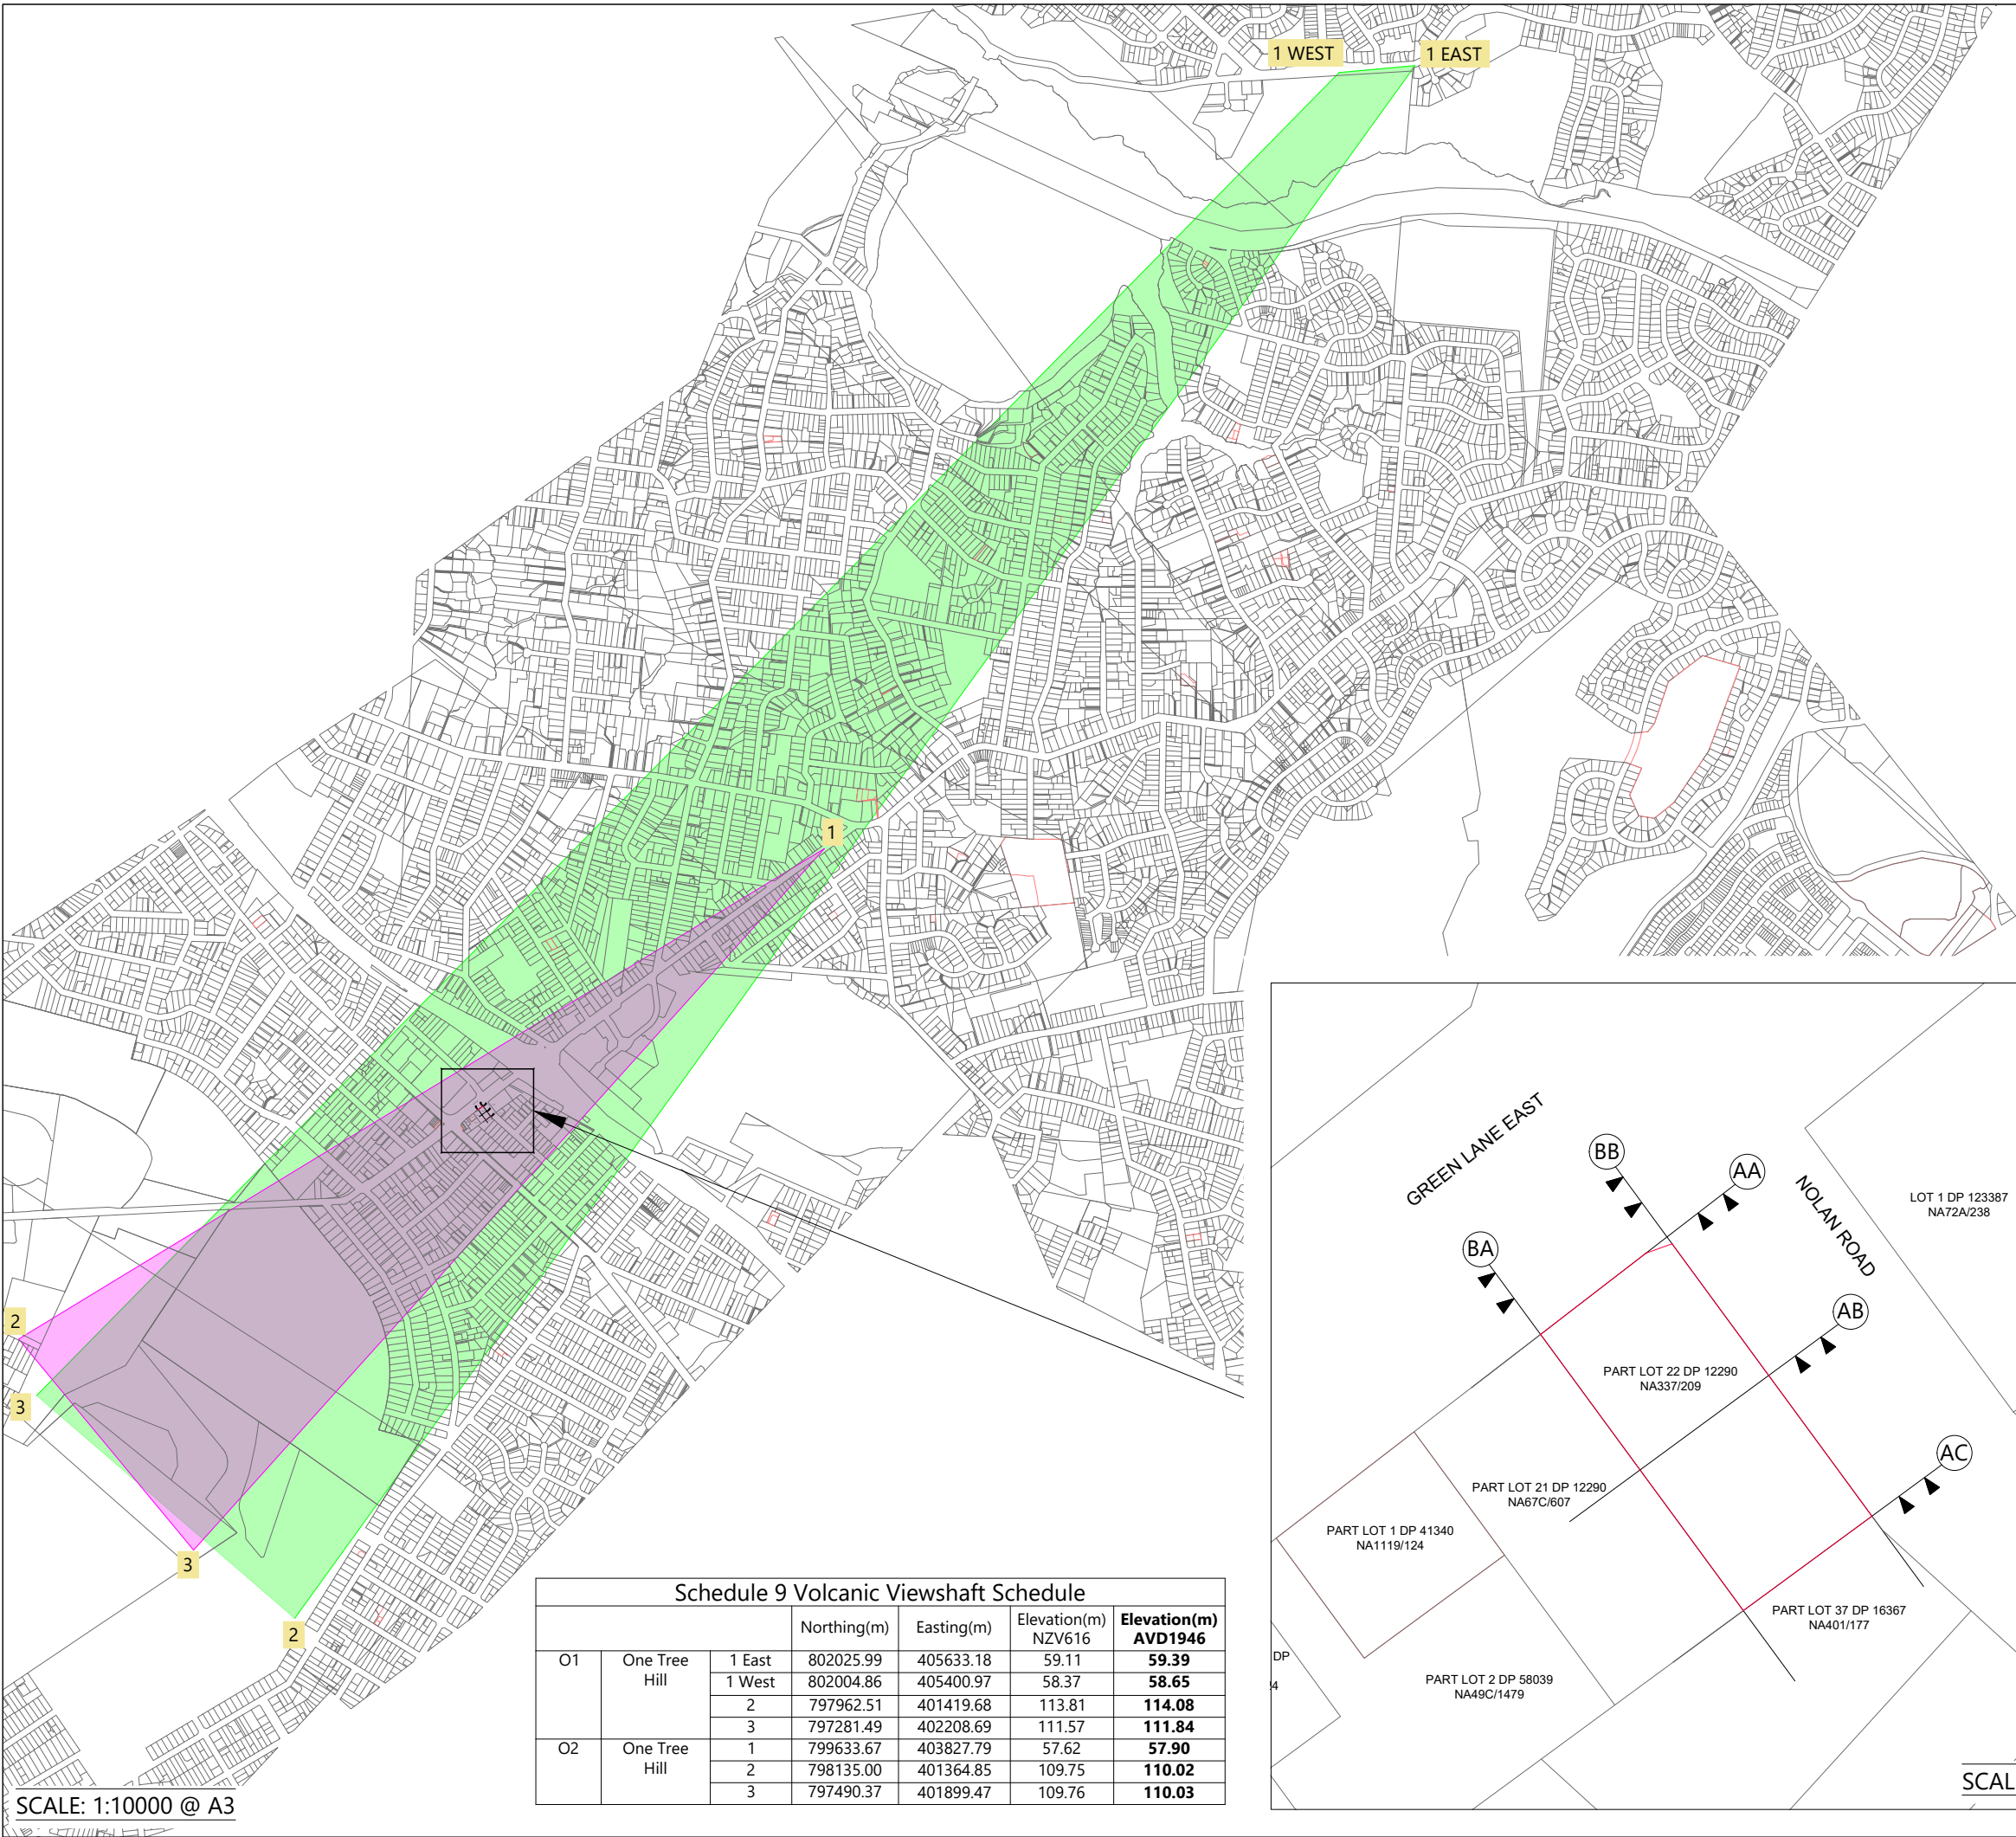 1 WEST
1 EAST
1
2
3
3
2
SCALE: 1:10000 @ A3
Schedule 9 Volcanic Viewshaft Schedule
Northing(m) Easting(m) Elevation(m) NZV616 Elevation(m) AVD1946
O1 One Tree Hill 1 East 802025.99 405633.18 59.11 59.39
1 West 802004.86 405400.97 58.37 58.65
2 797962.51 401419.68 113.81 114.08
3 797281.49 402208.69 111.57 111.84
O2 One Tree Hill 1 799633.67 403827.79 57.62 57.90
2 798135.00 401364.85 109.75 110.02
3 797490.37 401899.47 109.76 110.03
GREEN LANE EAST
BB
AA
NOLAN ROAD
LOT 1 DP 123387
NA72A/238
BA
AB
PART LOT 22 DP 12290
NA337/209
AC
PART LOT 21 DP 12290
NA67C/607
PART LOT 1 DP 41340
NA1119/124
PART LOT 37 DP 16367
NA401/177
DP
4
PART LOT 2 DP 58039
NA49C/1479
SCAL